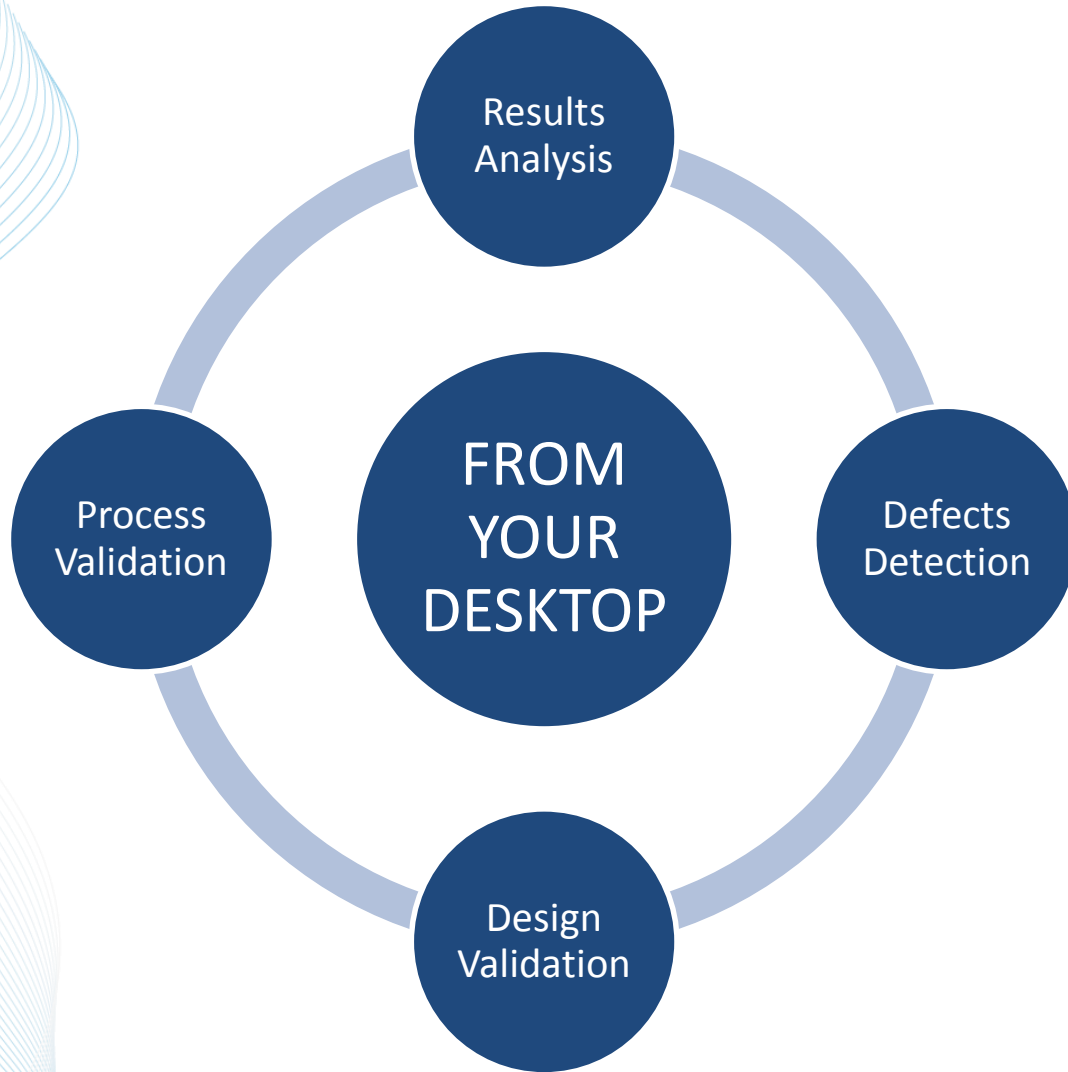 Results
Analysis
Process
Validation
FROM
YOUR
DESKTOP
Defects
Detection
Design
Validation